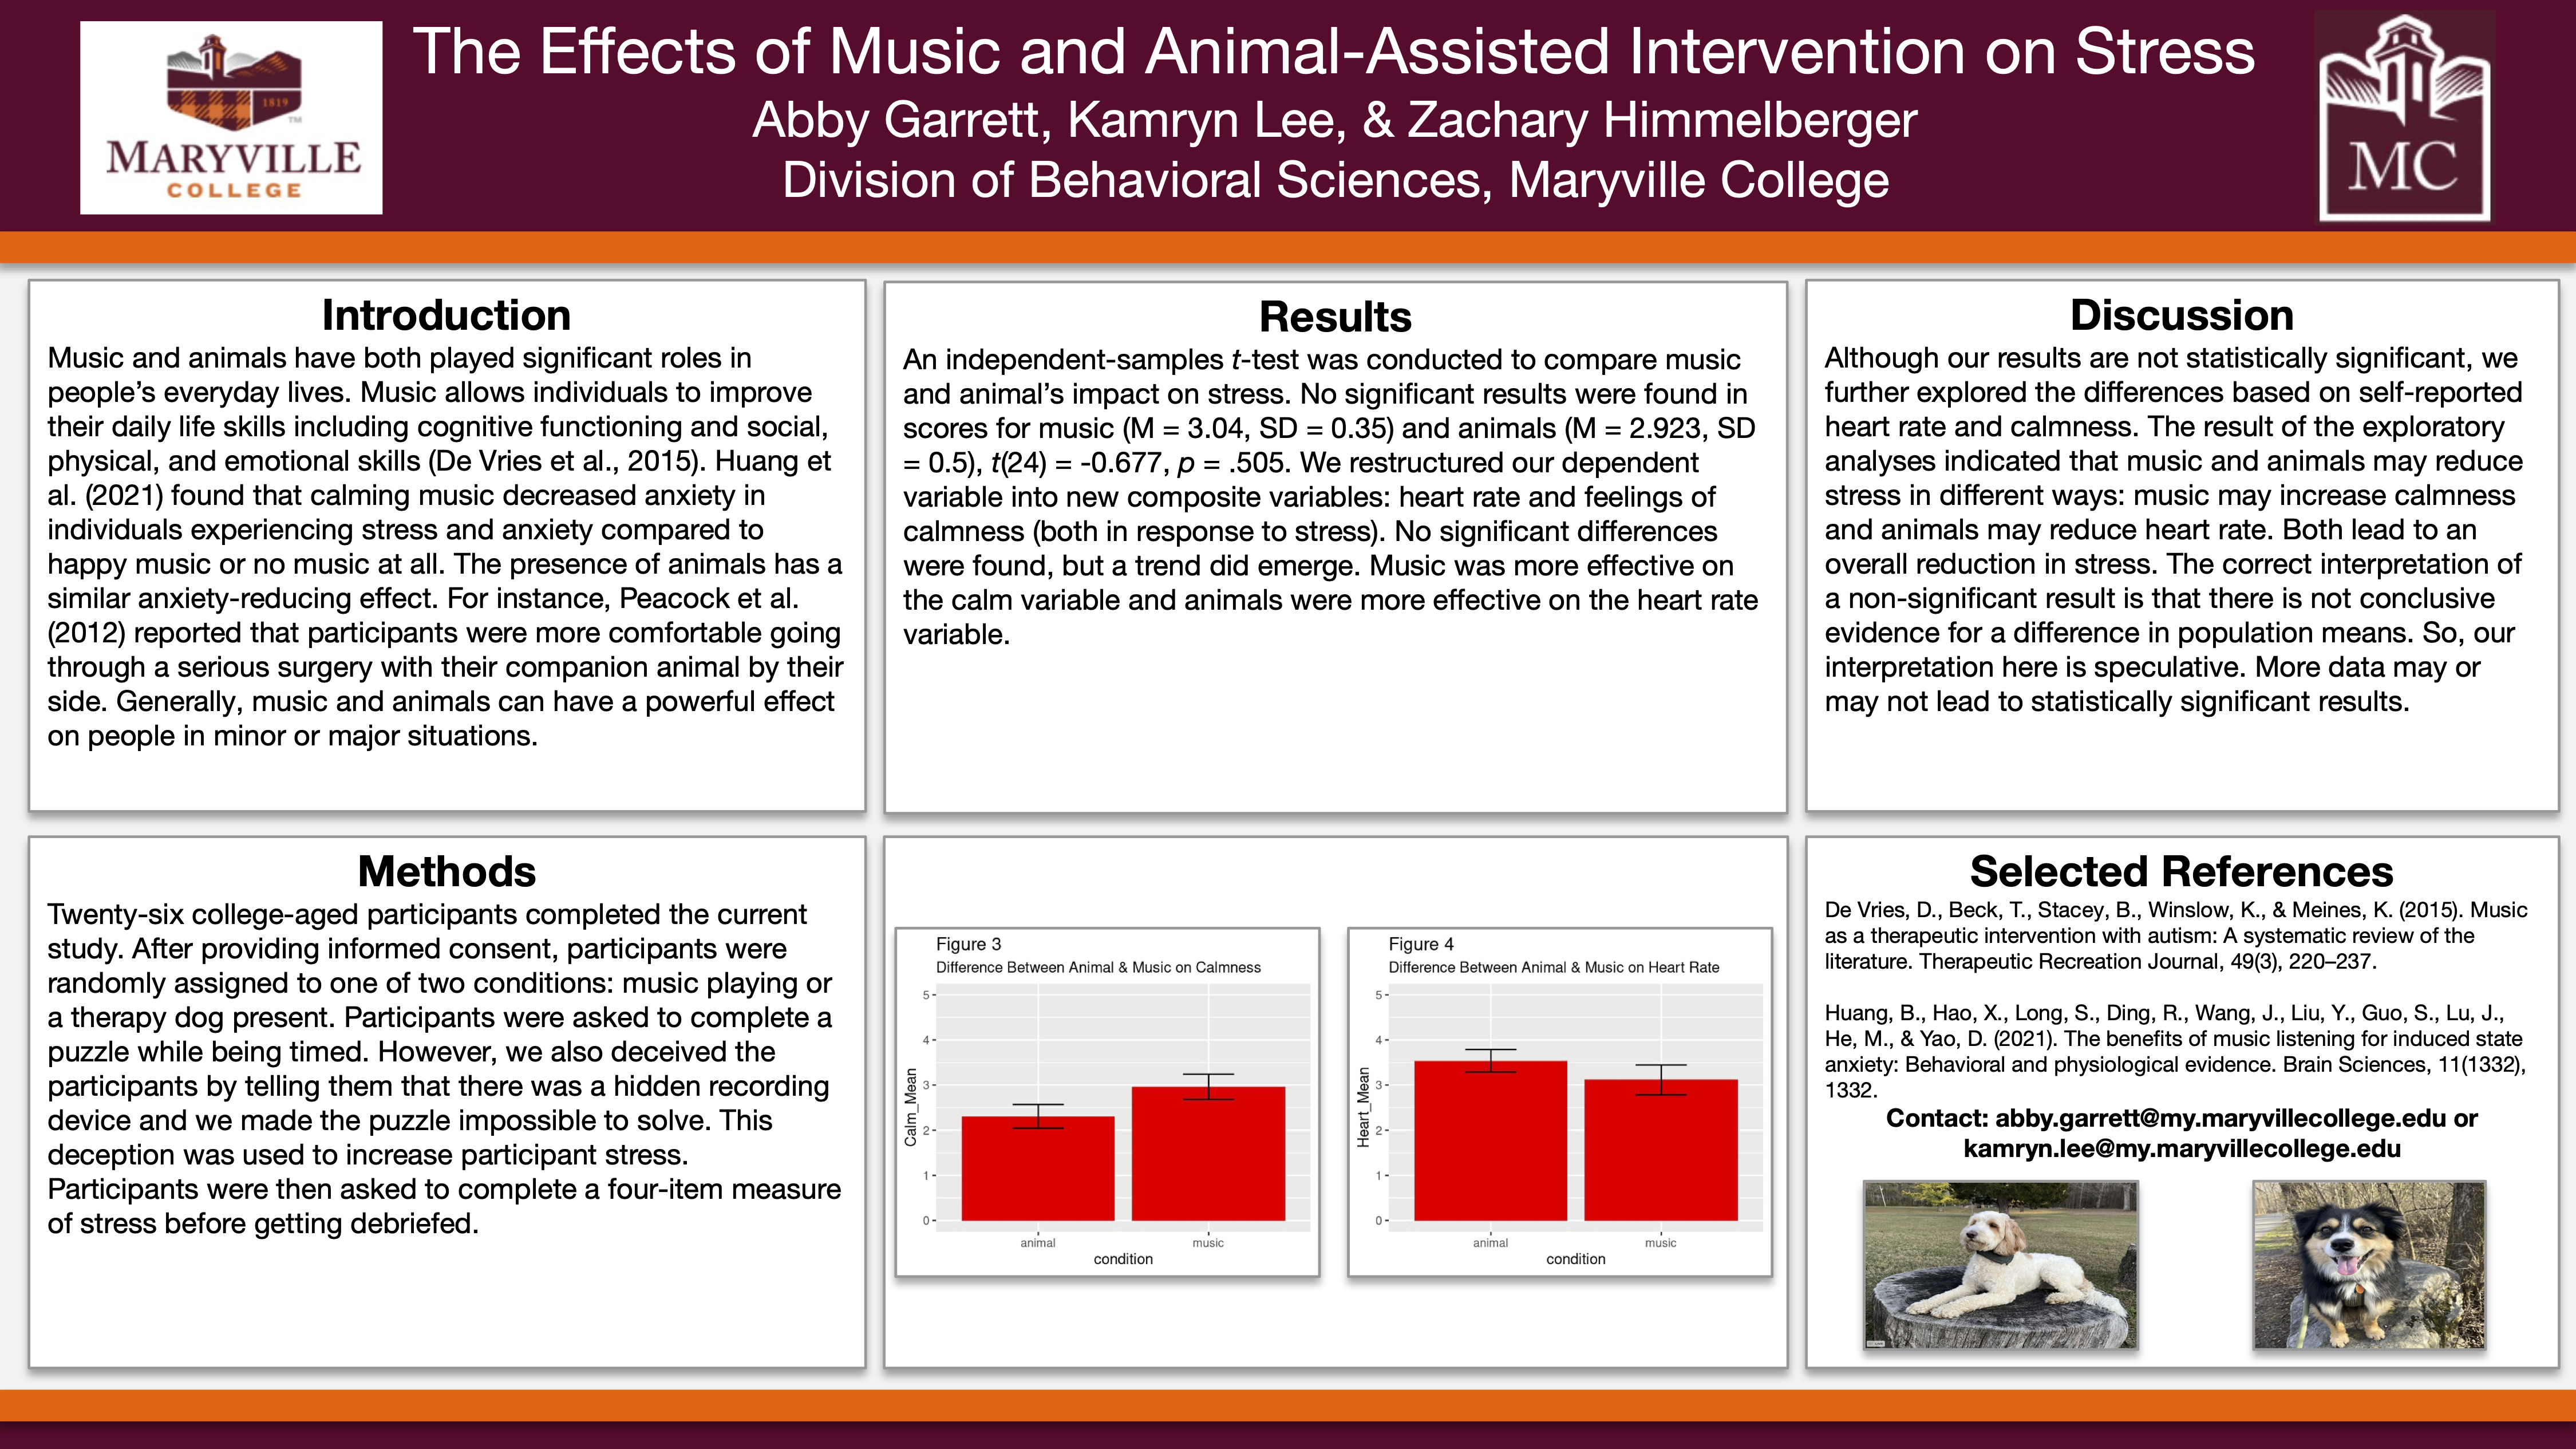 1819
TM
MARYVILLE
COLLEGE
The Effects of Music and Animal-Assisted Intervention on Stress
Abby Garrett, Kamryn Lee, & Zachary Himmelberger
Division of Behavioral Sciences, Maryville College
MC
Introduction
Music and animals have both played significant roles in
people’s everyday lives. Music allows individuals to improve
their daily life skills including cognitive functioning and social,
physical, and emotional skills (De Vries et al., 2015). Huang et
al. (2021) found that calming music decreased anxiety in
individuals experiencing stress and anxiety compared to
happy music or no music at all. The presence of animals has a
similar anxiety-reducing effect. For instance, Peacock et al.
(2012) reported that participants were more comfortable going
through a serious surgery with their companion animal by their
side. Generally, music and animals can have a powerful effect
on people in minor or major situations.
Methods
Twenty-six college-aged participants completed the current
study. After providing informed consent, participants were
randomly assigned to one of two conditions: music playing or
a therapy dog present. Participants were asked to complete a
puzzle while being timed. However, we also deceived the
participants by telling them that there was a hidden recording
device and we made the puzzle impossible to solve. This
deception was used to increase participant stress.
Participants were then asked to complete a four-item measure
of stress before getting debriefed.
Results
An independent-samples t-test was conducted to compare music
and animal’s impact on stress. No significant results were found in
scores for music (M = 3.04, SD = 0.35) and animals (M = 2.923, SD
= 0.5), t(24) = -0.677, p = .505. We restructured our dependent
variable into new composite variables: heart rate and feelings of
calmness (both in response to stress). No significant differences
were found, but a trend did emerge. Music was more effective on
the calm variable and animals were more effective on the heart rate
variable.
Figure 3
Difference Between Animal & Music on Calmness
Calm_Mean
5
4
3
2
1
0
animal music
condition
Figure 4
Difference Between Animal & Music on Heart Rate
Heart_Mean
5
4
3
2
1
0
animal music
condition
Discussion
Although our results are not statistically significant, we
further explored the differences based on self-reported
heart rate and calmness. The result of the exploratory
analyses indicated that music and animals may reduce
stress in different ways: music may increase calmness
and animals may reduce heart rate. Both lead to an
overall reduction in stress. The correct interpretation of
a non-significant result is that there is not conclusive
evidence for a difference in population means. So, our
interpretation here is speculative. More data may or
may not lead to statistically significant results.
Selected References
De Vries, D., Beck, T., Stacey, B., Winslow, K., & Meines, K. (2015). Music
as a therapeutic intervention with autism: A systematic review of the
literature. Therapeutic Recreation Journal, 49(3), 220–237.
Huang, B., Hao, X., Long, S., Ding, R., Wang, J., Liu, Y., Guo, S., Lu, J.,
He, M., & Yao, D. (2021). The benefits of music listening for induced state
anxiety: Behavioral and physiological evidence. Brain Sciences, 11(1332),
1332.
Contact: abby.garrett@my.maryvillecollege.edu or
kamryn.lee@my.maryvillecollege.edu